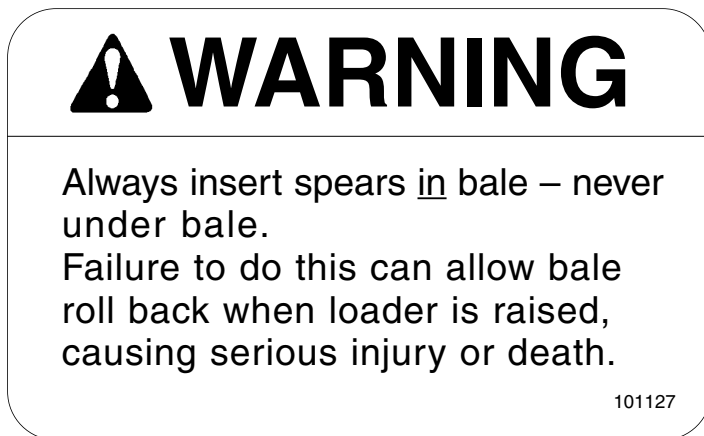 WARNING
Always insert spears in bale – never
under bale.
Failure to do this can allow bale
roll back when loader is raised,
causing serious injury or death.
101127